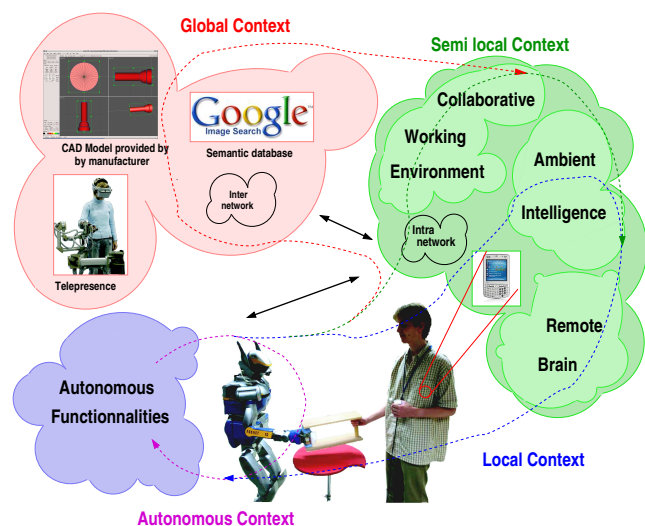 Global Context
Semi local Context
Collaborative
Working
Environment
Ambient
Intelligence
Intra
network
Remote
Brain
CAD Model provided by
by manufacturer
Google
Image Search
Semantic database
Inter
network
Telepresence
Autonomous
Functionnalities
Local Context
Autonomous Context